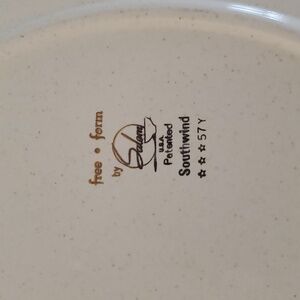 free • form
by Salem
U.S.A.
Patented
Southwind
☆☆☆ 57Y